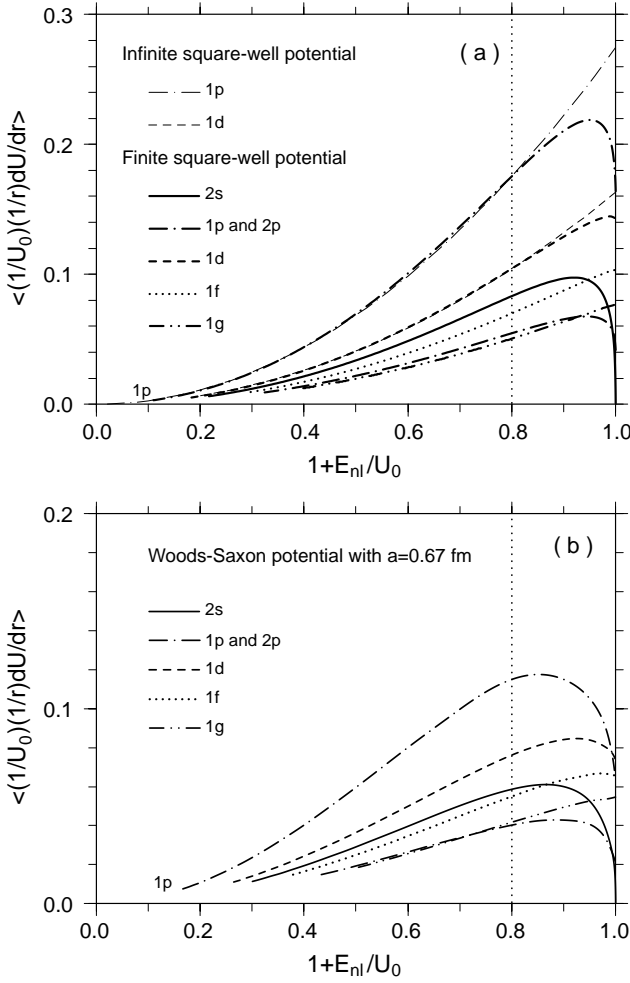 0.3
( a )
Infinite square-well potential
1p
1d
0.2
Finite square-well potential
2s
1p and 2p
1d
0.1
1f
1g
<(1/U₀)(1/r)dU/dr>
1p
0.0
0.0 0.2 0.4 0.6 0.8 1.0
1+Eₙₗ/U₀
0.2
( b )
Woods-Saxon potential with a=0.67 fm
2s
1p and 2p
1d
1f
0.1
1g
<(1/U₀)(1/r)dU/dr>
1p
0.0
0.0 0.2 0.4 0.6 0.8 1.0
1+Eₙₗ/U₀